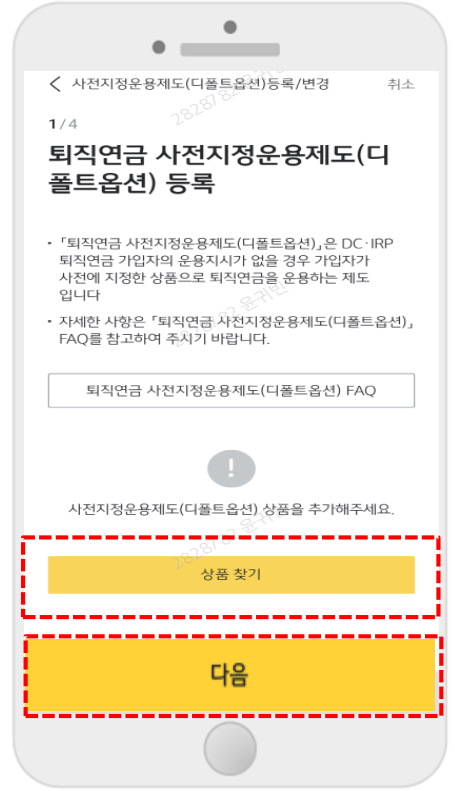 사전지정운용제도(디폴트옵션)등록/변경 취소
1/4
퇴직연금 사전지정운용제도(디
폴트옵션) 등록
• 「퇴직연금 사전지정운용제도(디폴트옵션)」은 DC·IRP
퇴직연금 가입자의 운용지시가 없을 경우 가입자가
사전에 지정한 상품으로 퇴직연금을 운용하는 제도
입니다
• 자세한 사항은 「퇴직연금 사전지정운용제도(디폴트옵션)」
FAQ를 참고하여 주시기 바랍니다.
퇴직연금 사전지정운용제도(디폴트옵션) FAQ
!
사전지정운용제도(디폴트옵션) 상품을 추가해주세요.
상품 찾기
다음